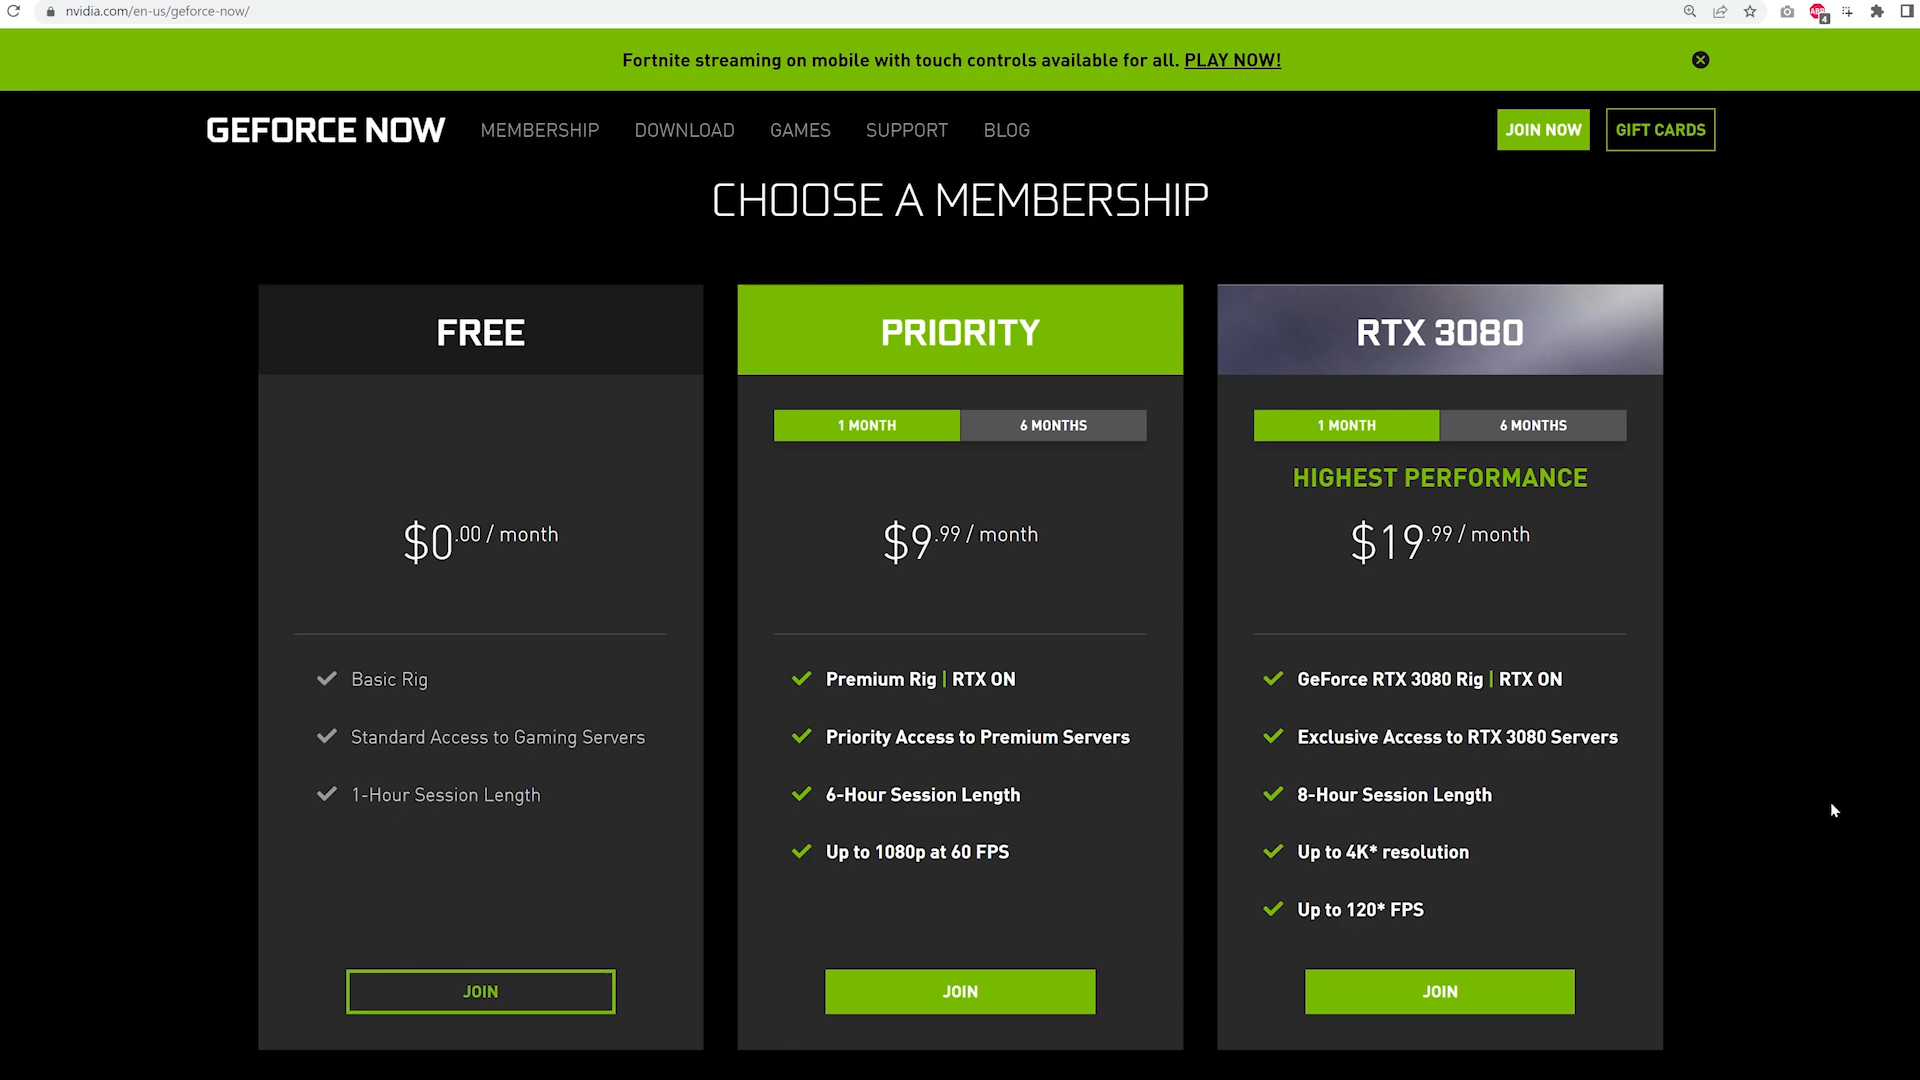 nvidia.com/en-us/geforce-now/
ABP
4
Fortnite streaming on mobile with touch controls available for all. PLAY NOW!
GEFORCE NOW MEMBERSHIP DOWNLOAD GAMES SUPPORT BLOG JOIN NOW GIFT CARDS
CHOOSE A MEMBERSHIP
FREE
$0.00 / month
Basic Rig
Standard Access to Gaming Servers
1-Hour Session Length
JOIN
PRIORITY
1 MONTH 6 MONTHS
$9.99 / month
Premium Rig | RTX ON
Priority Access to Premium Servers
6-Hour Session Length
Up to 1080p at 60 FPS
JOIN
RTX 3080
1 MONTH 6 MONTHS
HIGHEST PERFORMANCE
$19.99 / month
GeForce RTX 3080 Rig | RTX ON
Exclusive Access to RTX 3080 Servers
8-Hour Session Length
Up to 4K* resolution
Up to 120* FPS
JOIN